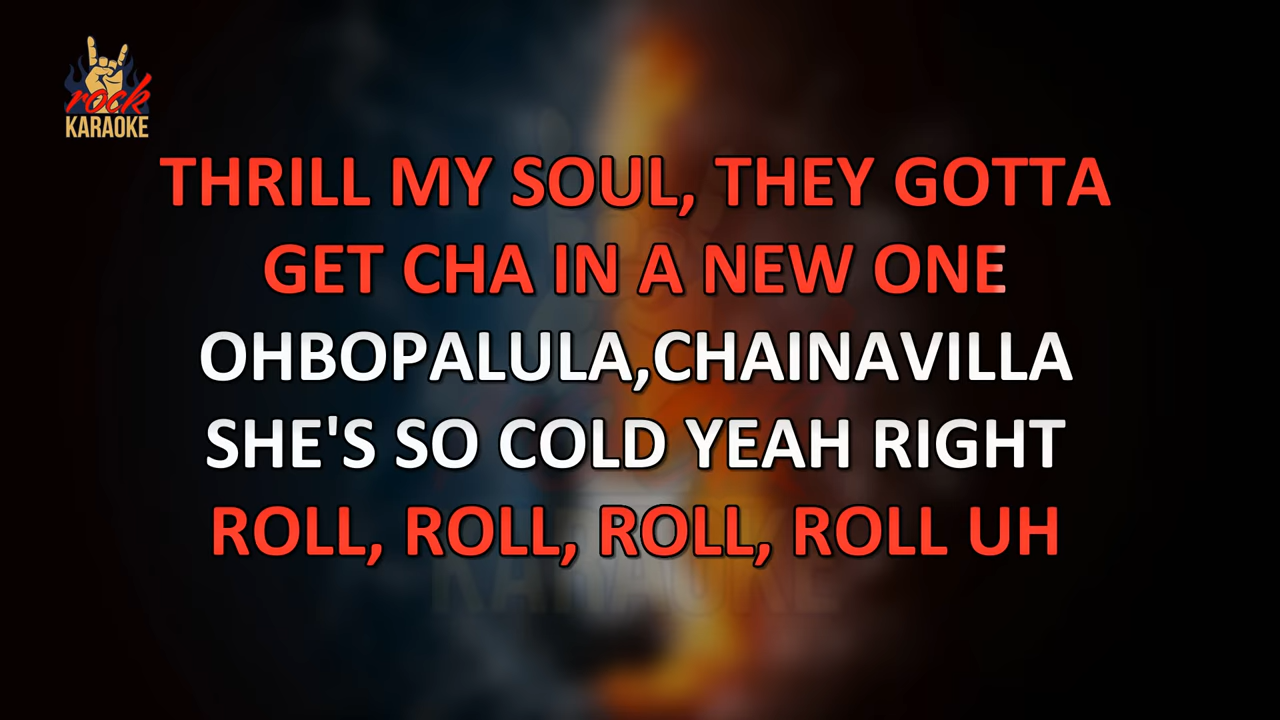 rock
KARAOKE
THRILL MY SOUL, THEY GOTTA
GET CHA IN A NEW ONE
OHBOPALULA,CHAINAVILLA
SHE'S SO COLD YEAH RIGHT
ROLL, ROLL, ROLL, ROLL UH
KARAOKE